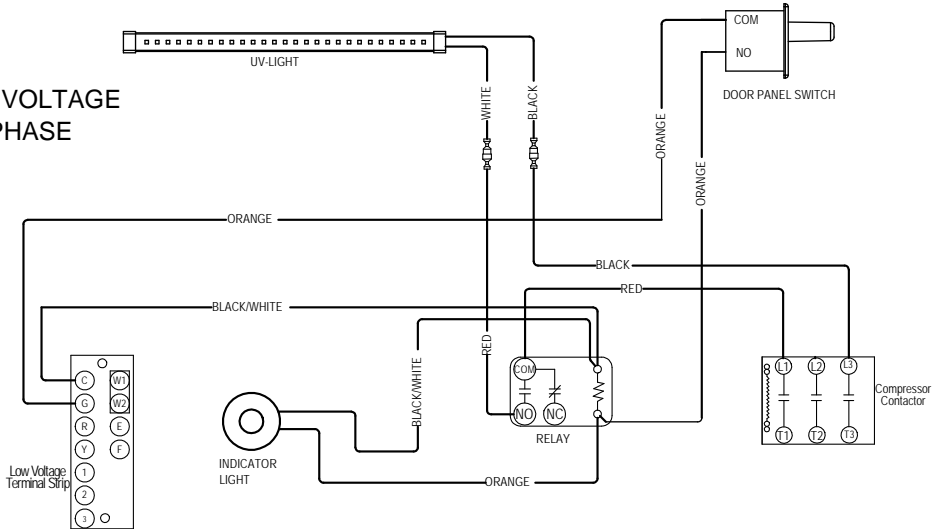 COM
NO
DOOR PANEL SWITCH
UV-LIGHT
VOLTAGE
PHASE
WHITE
BLACK
ORANGE
ORANGE
ORANGE
BLACK
RED
BLACK/WHITE
RED
BLACK/WHITE
C
W1
G
W2
R
E
Y
F
1
2
3
Low Voltage
Terminal Strip
INDICATOR
LIGHT
COM
NO
NC
RELAY
ORANGE
L1
L2
L3
T1
T2
T3
Compressor
Contactor